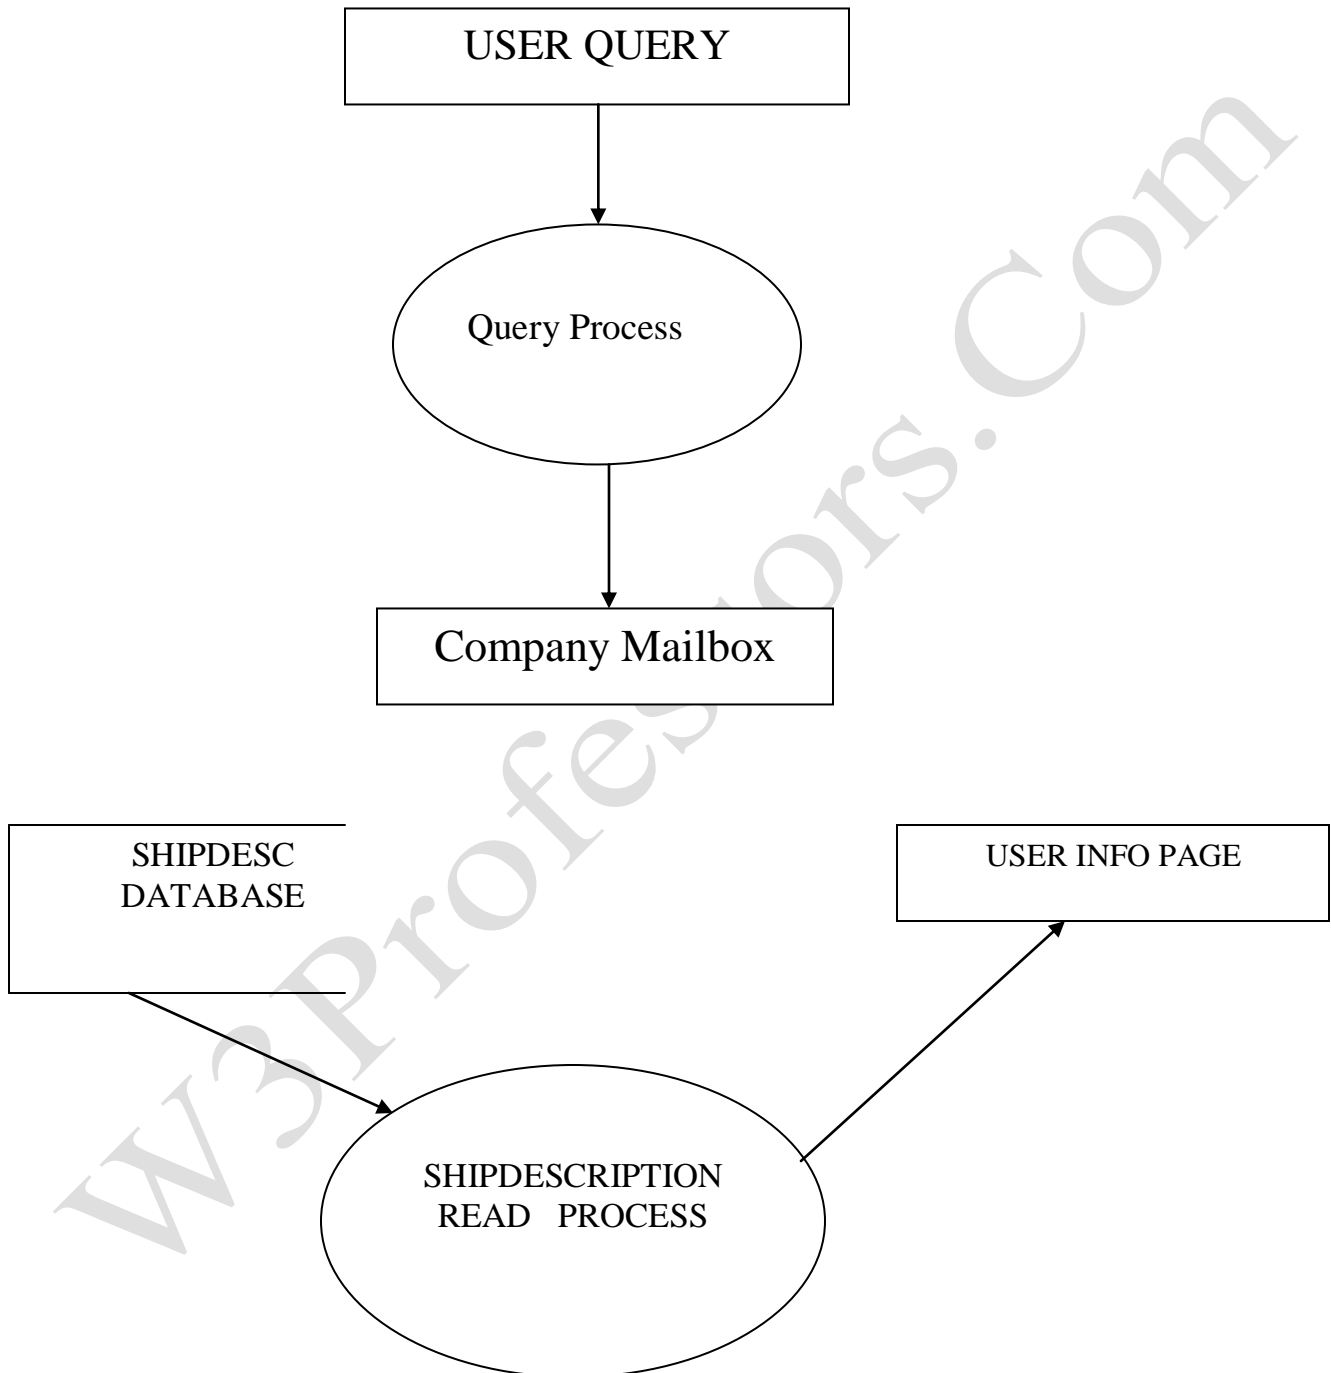 USER QUERY
Query Process
Company Mailbox
SHIPDESC
DATABASE
USER INFO PAGE
SHIPDESCRIPTION
READ PROCESS
W3Professors.Com